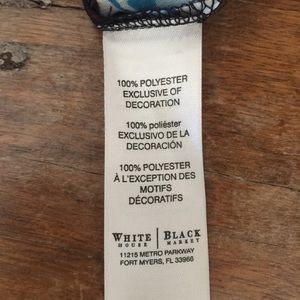 100% POLYESTER
EXCLUSIVE OF
DECORATION
100% poliéster
EXCLUSIVO DE LA
DECORACIÓN
100% POLYESTER
À L'EXCEPTION DES
MOTIFS
DÉCORATIFS
WHITE | BLACK
HOUSE | MARKET
11215 METRO PARKWAY
FORT MYERS, FL 33966